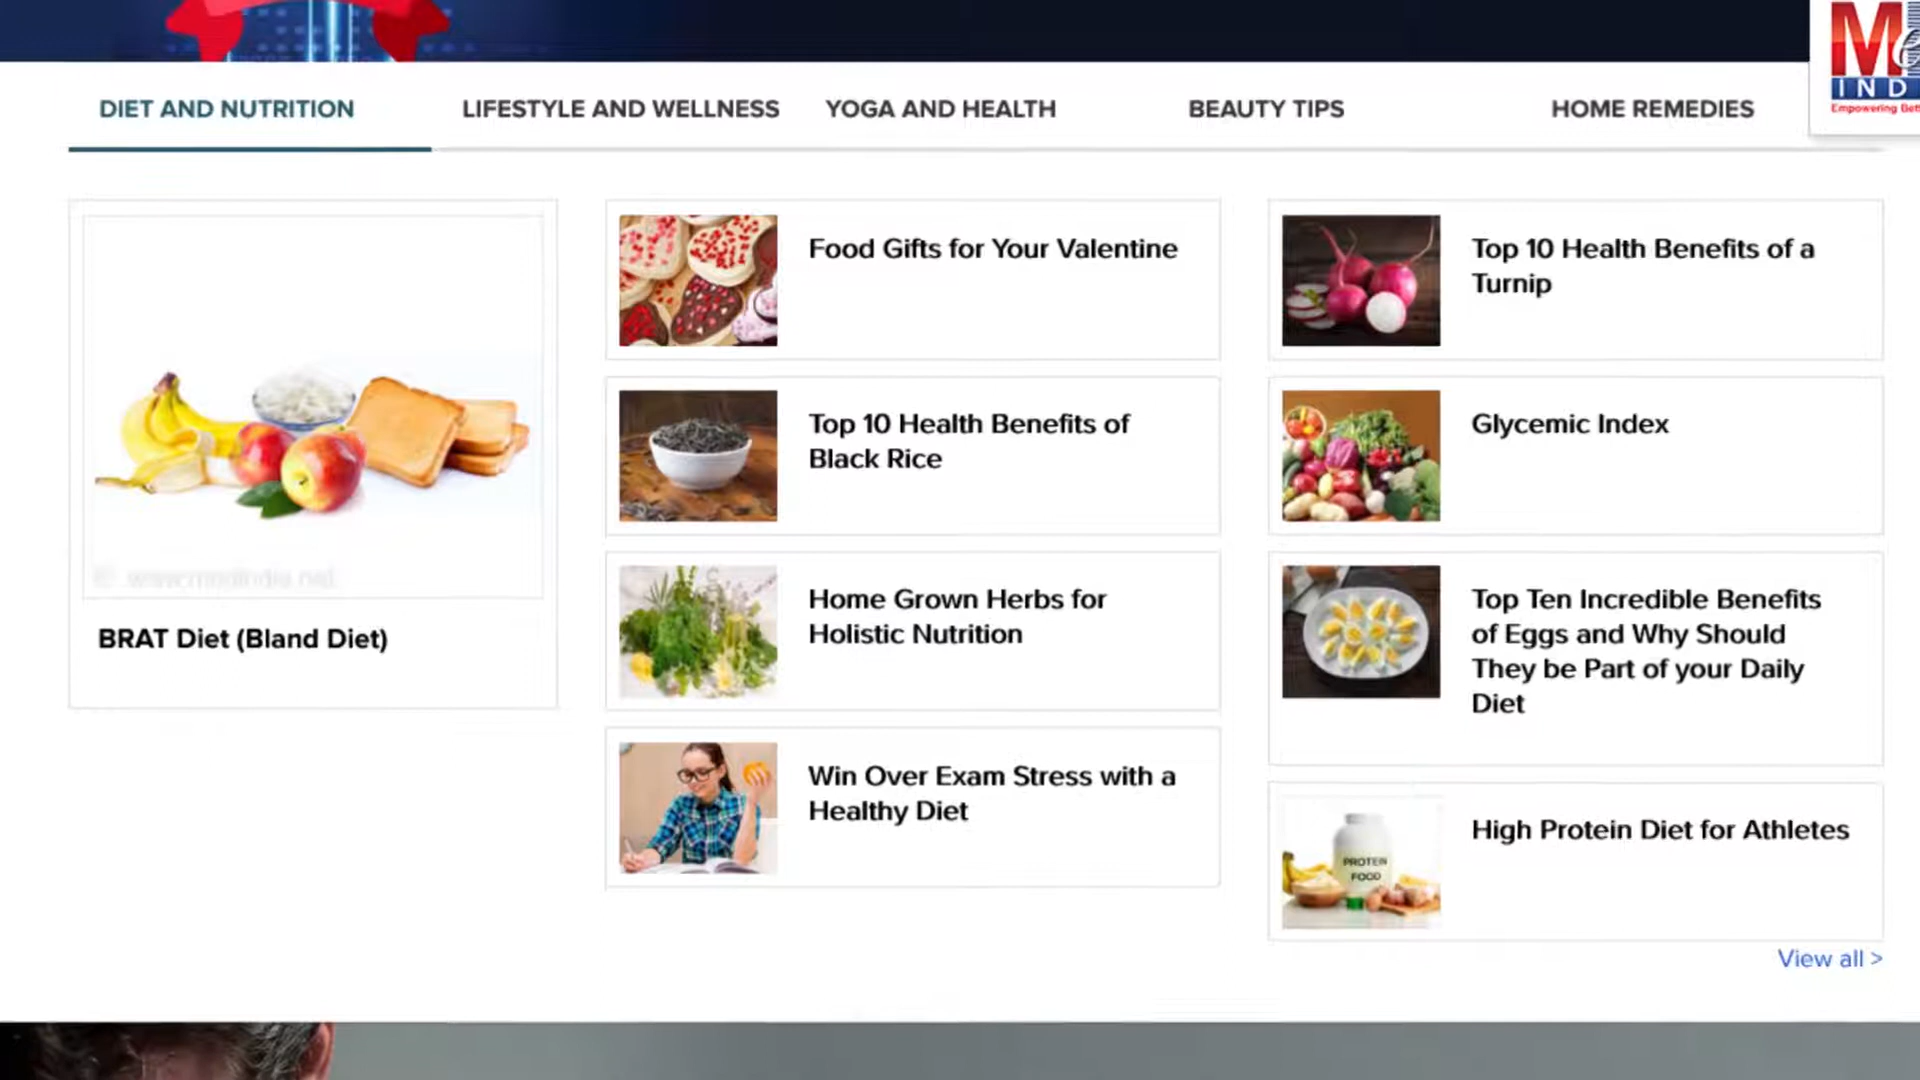 DIET AND NUTRITION
LIFESTYLE AND WELLNESS
YOGA AND HEALTH
BEAUTY TIPS
HOME REMEDIES
IND
Empowering
BRAT Diet (Bland Diet)
Food Gifts for Your Valentine
Top 10 Health Benefits of
Black Rice
Home Grown Herbs for
Holistic Nutrition
Win Over Exam Stress with a
Healthy Diet
Top 10 Health Benefits of a
Turnip
Glycemic Index
Top Ten Incredible Benefits
of Eggs and Why Should
They be Part of your Daily
Diet
PROTEIN
FOOD
High Protein Diet for Athletes
View all >